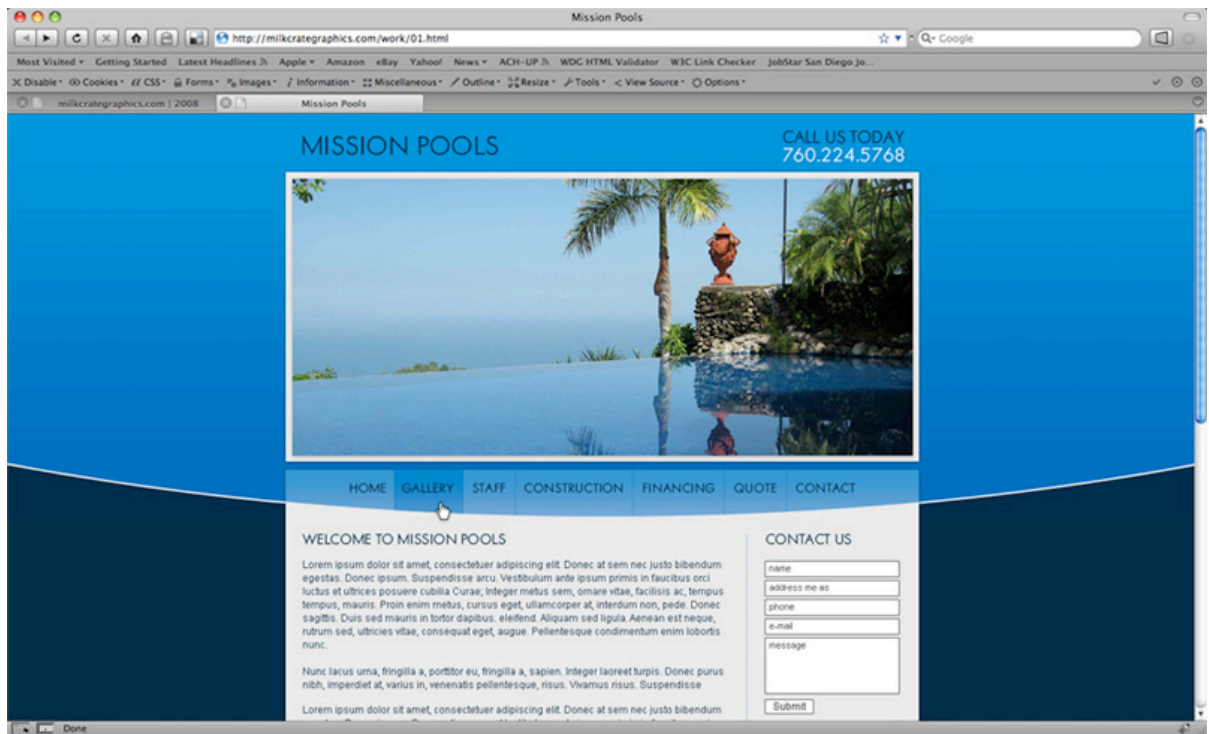 Mission Pools
http://milkcrategraphics.com/work/01.html
Google
Most Visited Getting Started Latest Headlines Apple Amazon eBay Yahoo! News ACH-UP WDG HTML Validator W3C Link Checker JobStar San Diego Jo...
Disable Cookies CSS Forms Images Information Miscellaneous Outline Resize Tools View Source Options
milkcrategraphics.com | 2008 Mission Pools
MISSION POOLS
CALL US TODAY
760.224.5768
HOME GALLERY STAFF CONSTRUCTION FINANCING QUOTE CONTACT
WELCOME TO MISSION POOLS
Lorem ipsum dolor sit amet, consectetuer adipiscing elit. Donec at sem nec justo bibendum
egestas. Donec ipsum. Suspendisse arcu. Vestibulum ante ipsum primis in faucibus orci
luctus et ultrices posuere cubilia Curae; Integer metus sem, ornare vitae, facilisis ac, tempus
tempus, mauris. Proin enim metus, cursus eget, ullamcorper at, interdum non, pede. Donec
sagittis. Duis sed mauris in tortor dapibus. eleifend. Aliquam sed ligula. Aenean est neque,
rutrum sed, ultricies vitae, consequat eget, augue. Pellentesque condimentum enim lobortis
nunc.
Nunc lacus urna, fringilla a, porttitor eu, fringilla a, sapien. Integer laoreet turpis. Donec purus
nibh, imperdiet at, varius in, venenatis pellentesque, risus. Vivamus risus. Suspendisse
Lorem ipsum dolor sit amet, consectetuer adipiscing elit. Donec at sem nec justo bibendum
CONTACT US
name
address me as
phone
e-mail
message
Submit
Done